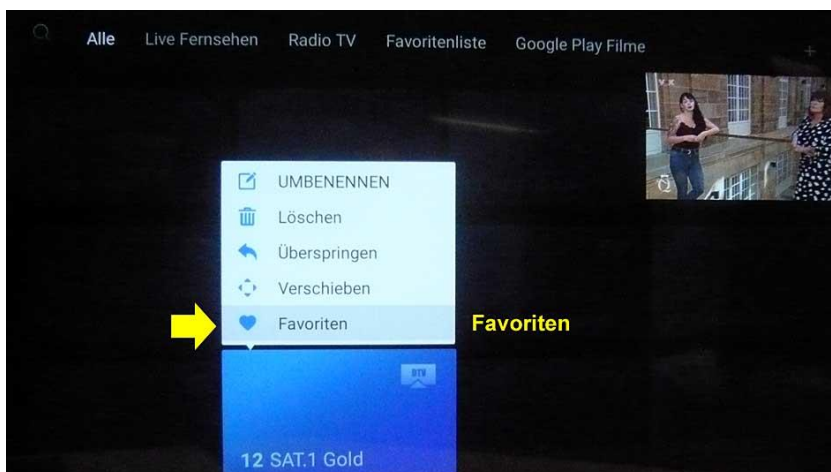 Alle Live Fernsehen Radio TV Favoritenliste Google Play Filme +
UMBENENNEN
Löschen
Überspringen
Verschieben
Favoriten
Favoriten
DTV
12 SAT.1 Gold